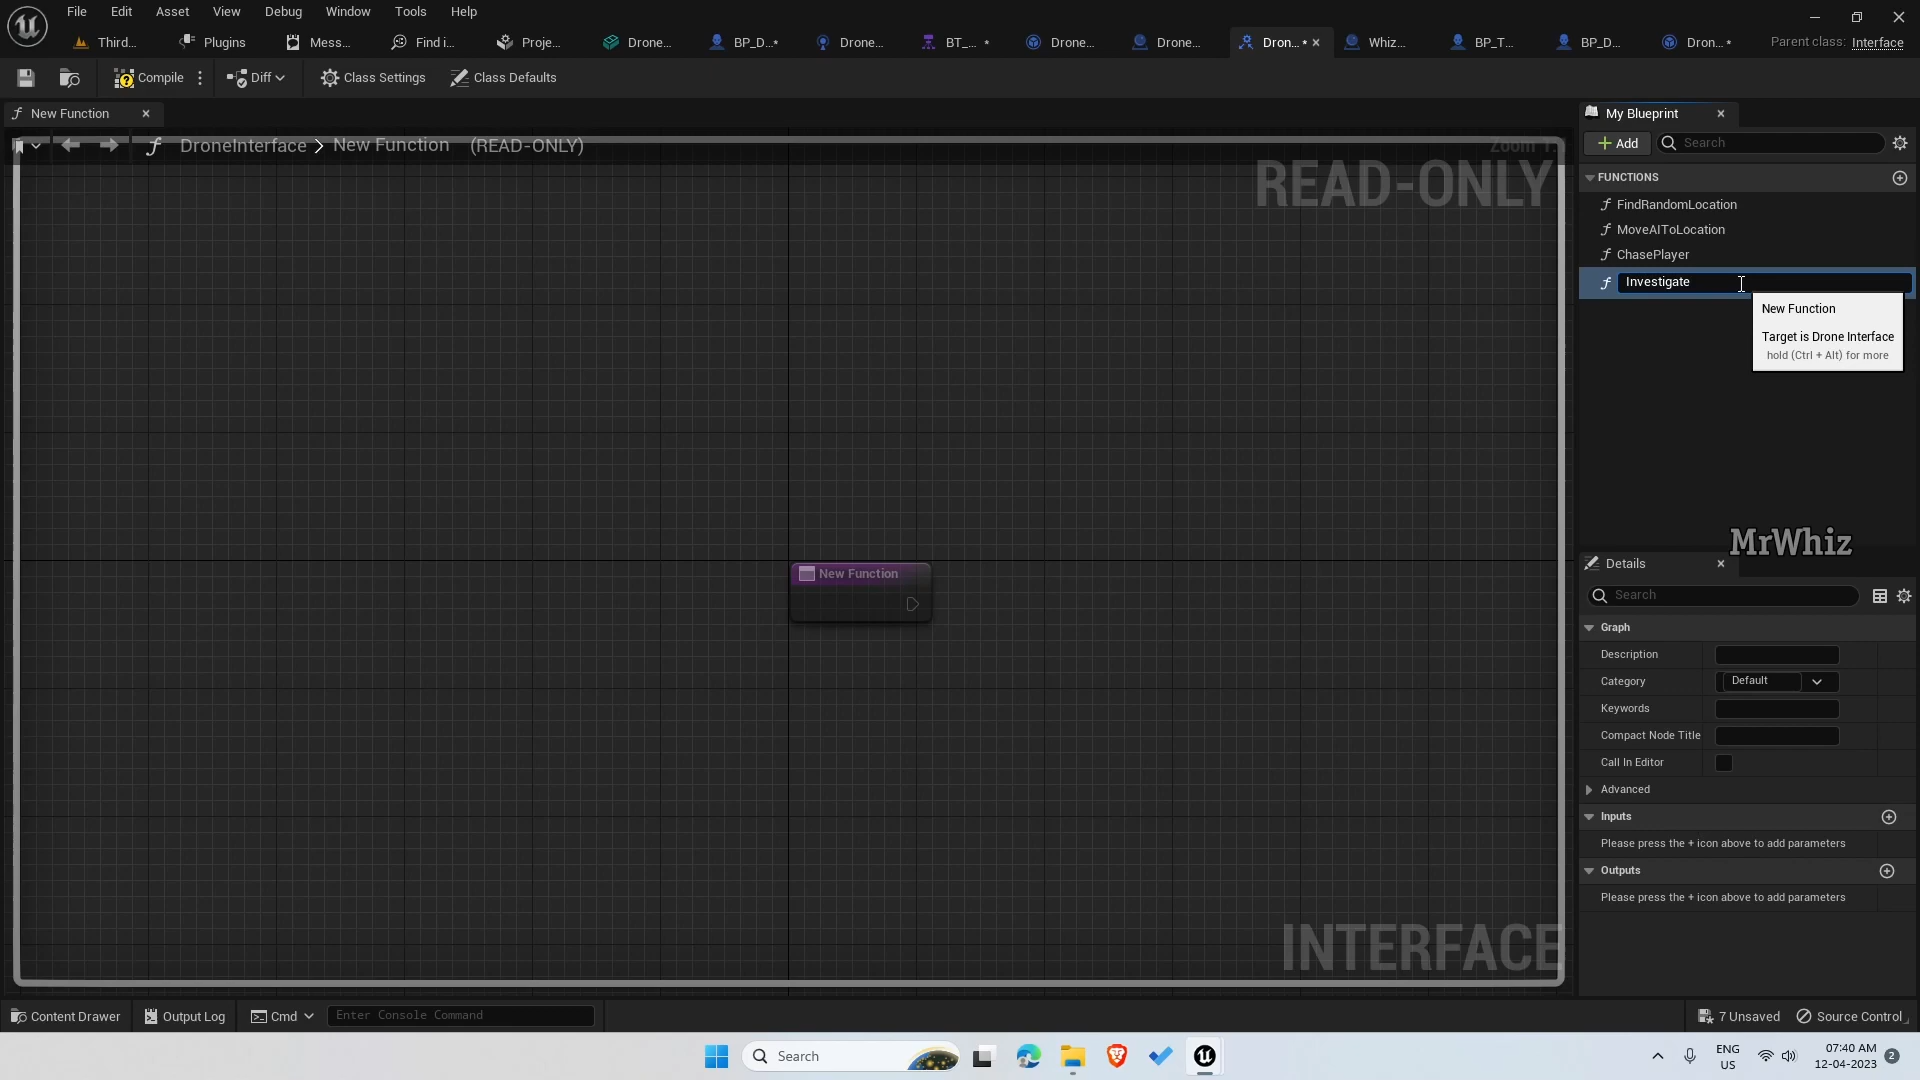 File Edit Asset View Debug Window Tools Help
Third... Plugins Mess... Find i... Proje... Drone... BP_D...* Drone... BT_... * Drone... Drone... Dron... * Whiz... BP_T... BP_D... Dron... * Parent class: Interface
Compile Diff Class Settings Class Defaults
New Function
My Blueprint
DroneInterface > New Function (READ-ONLY)
Zoom 1:
READ-ONLY
Add Search
FUNCTIONS
FindRandomLocation
MoveAIToLocation
ChasePlayer
Investigate
New Function
Target is Drone Interface
hold (Ctrl + Alt) for more
New Function
MrWhiz
Details
Search
Graph
Description
Category Default
Keywords
Compact Node Title
Call In Editor
Advanced
Inputs
Please press the + icon above to add parameters
Outputs
Please press the + icon above to add parameters
INTERFACE
Content Drawer Output Log Cmd Enter Console Command 7 Unsaved Source Control
Search
ENG
US
07:40 AM
12-04-2023
2